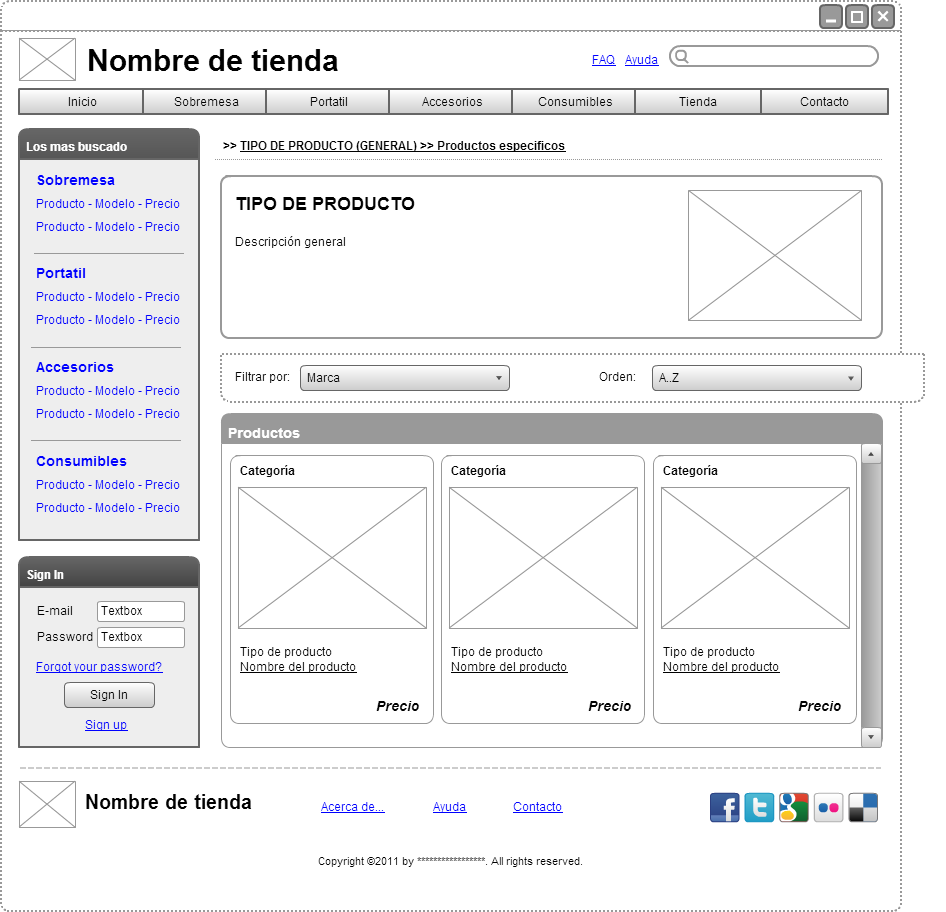 Nombre de tienda
FAQ Ayuda
Inicio Sobremesa Portatil Accesorios Consumibles Tienda Contacto
Los mas buscado
Sobremesa
Producto - Modelo - Precio
Producto - Modelo - Precio
Portatil
Producto - Modelo - Precio
Producto - Modelo - Precio
Accesorios
Producto - Modelo - Precio
Producto - Modelo - Precio
Consumibles
Producto - Modelo - Precio
Producto - Modelo - Precio
Sign In
E-mail Textbox
Password Textbox
Forgot your password?
Sign In
Sign up
>> TIPO DE PRODUCTO (GENERAL) >> Productos especificos
TIPO DE PRODUCTO
Descripción general
Filtrar por: Marca Orden: A..Z
Productos
Categoria
Tipo de producto
Nombre del producto
Precio
Categoria
Tipo de producto
Nombre del producto
Precio
Categoria
Tipo de producto
Nombre del producto
Precio
Nombre de tienda
Acerca de... Ayuda Contacto
Copyright ©2011 by *****************. All rights reserved.